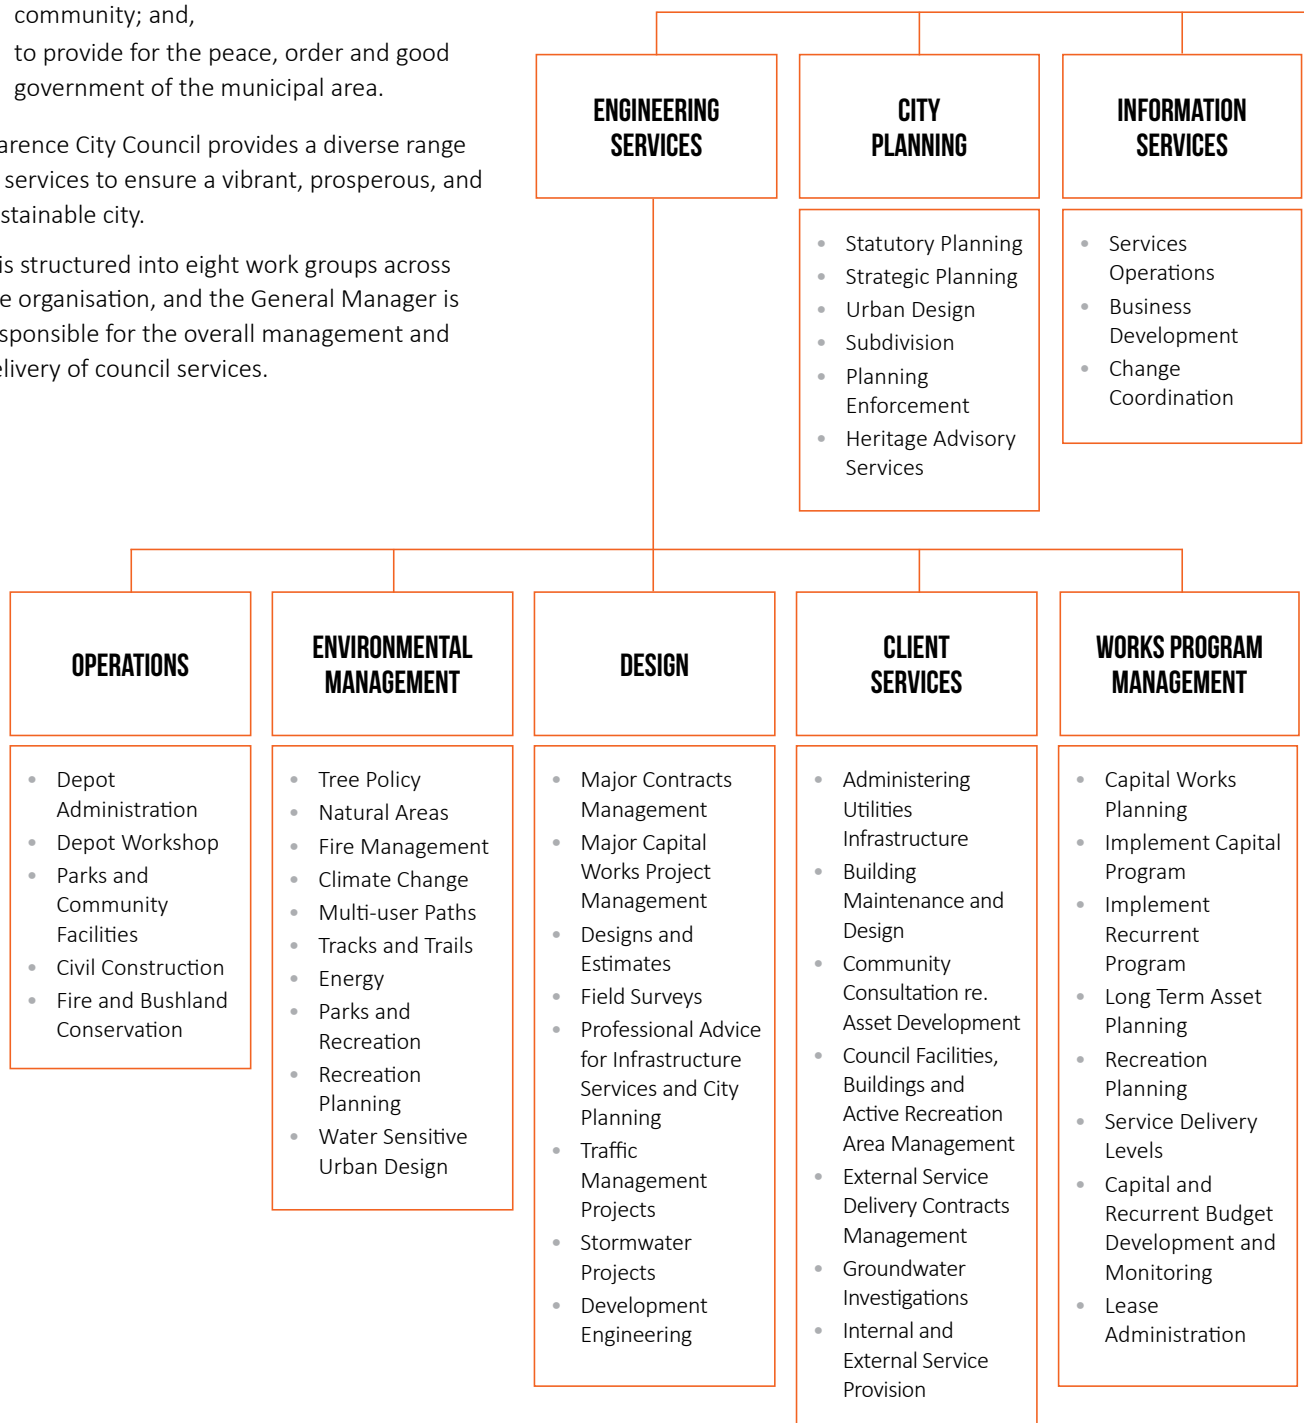 community; and,
to provide for the peace, order and good
government of the municipal area.
arence City Council provides a diverse range
services to ensure a vibrant, prosperous, and
stainable city.
is structured into eight work groups across
e organisation, and the General Manager is
sponsible for the overall management and
elivery of council services.
ENGINEERING
SERVICES
CITY
PLANNING
• Statutory Planning
• Strategic Planning
• Urban Design
• Subdivision
• Planning
Enforcement
• Heritage Advisory
Services
INFORMATION
SERVICES
• Services
Operations
• Business
Development
• Change
Coordination
OPERATIONS
• Depot
Administration
• Depot Workshop
• Parks and
Community
Facilities
• Civil Construction
• Fire and Bushland
Conservation
ENVIRONMENTAL
MANAGEMENT
• Tree Policy
• Natural Areas
• Fire Management
• Climate Change
• Multi-user Paths
• Tracks and Trails
• Energy
• Parks and
Recreation
• Recreation
Planning
• Water Sensitive
Urban Design
DESIGN
• Major Contracts
Management
• Major Capital
Works Project
Management
• Designs and
Estimates
• Field Surveys
• Professional Advice
for Infrastructure
Services and City
Planning
• Traffic
Management
Projects
• Stormwater
Projects
• Development
Engineering
CLIENT
SERVICES
• Administering
Utilities
Infrastructure
• Building
Maintenance and
Design
• Community
Consultation re.
Asset Development
• Council Facilities,
Buildings and
Active Recreation
Area Management
• External Service
Delivery Contracts
Management
• Groundwater
Investigations
• Internal and
External Service
Provision
WORKS PROGRAM
MANAGEMENT
• Capital Works
Planning
• Implement Capital
Program
• Implement
Recurrent
Program
• Long Term Asset
Planning
• Recreation
Planning
• Service Delivery
Levels
• Capital and
Recurrent Budget
Development and
Monitoring
• Lease
Administration